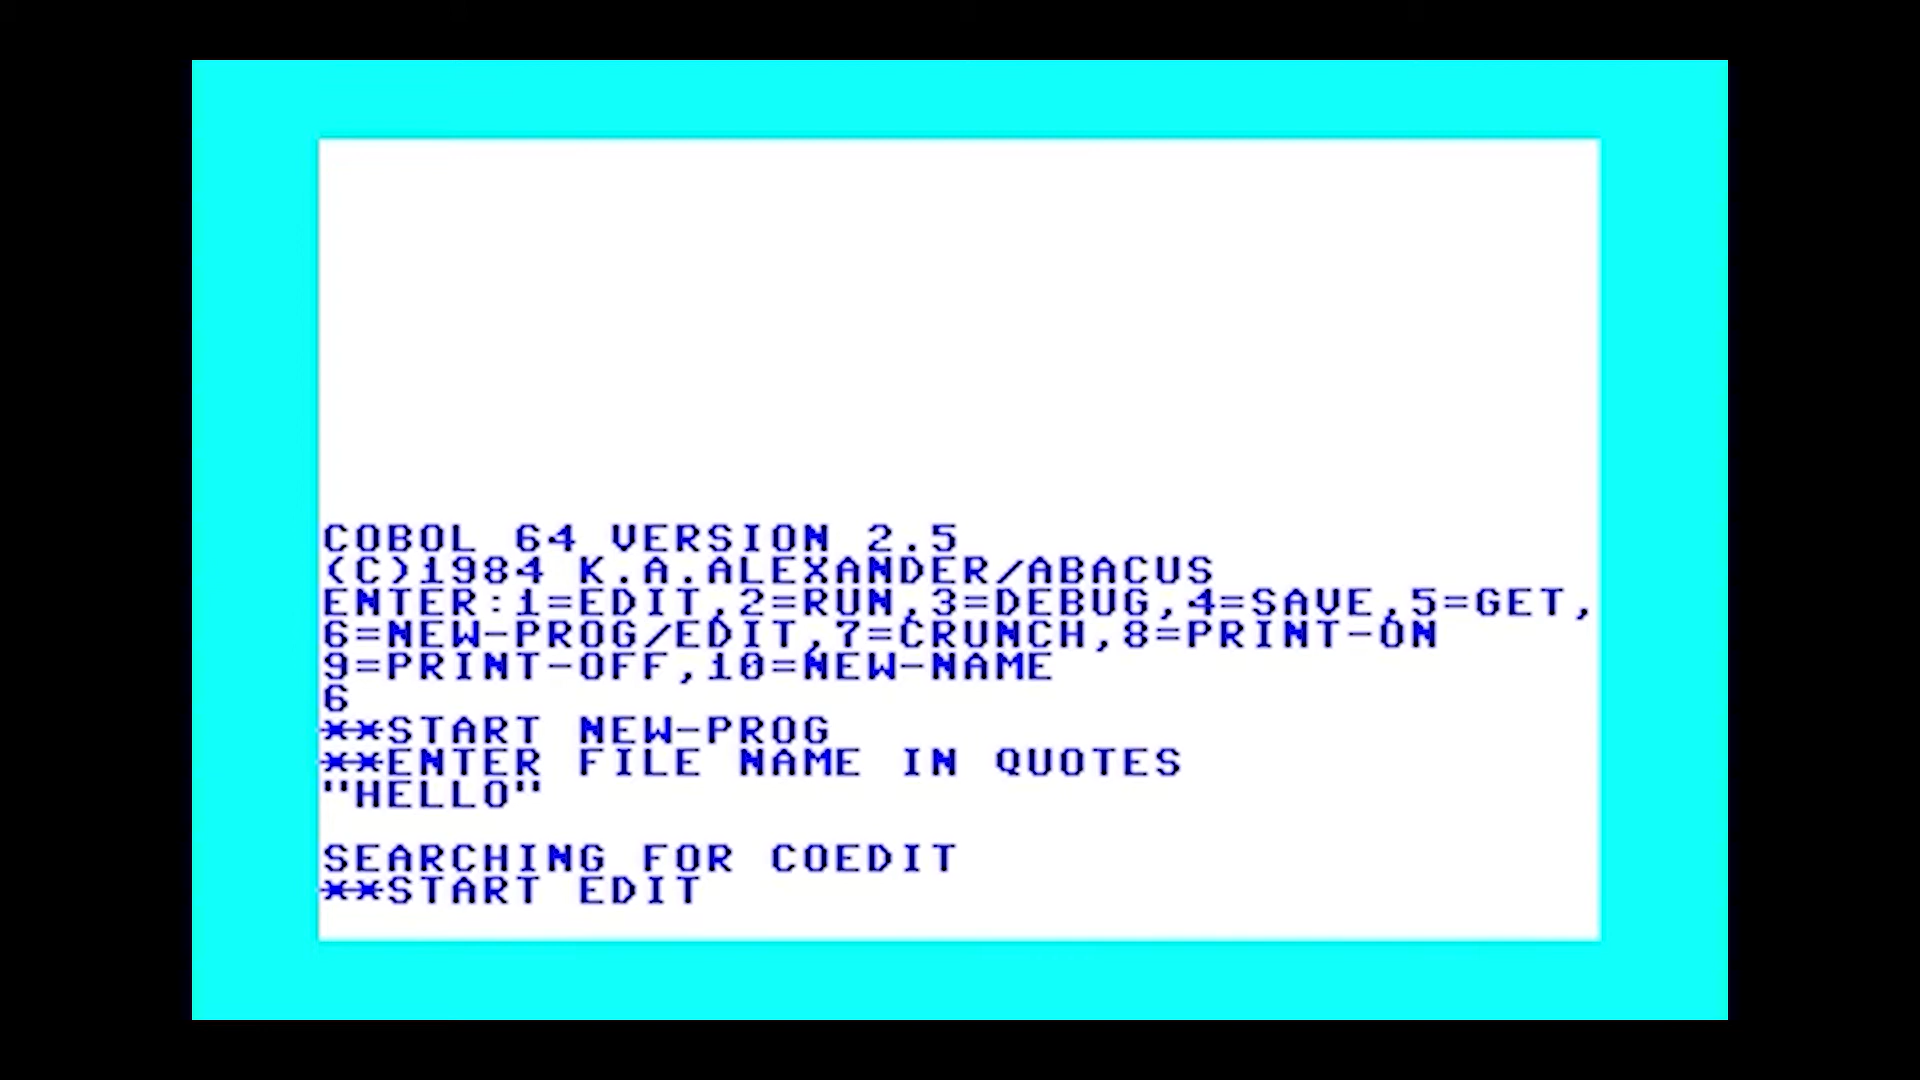 COBOL 64 VERSION 2.5
(C)1984 K.A.ALEXANDER/ABACUS
ENTER:1=EDIT,2=RUN,3=DEBUG,4=SAVE,5=GET,
6=NEW-PROG/EDIT,7=CRUNCH,8=PRINT-ON
9=PRINT-OFF,10=NEW-NAME
6
**START NEW-PROG
**ENTER FILE NAME IN QUOTES
"HELLO"
SEARCHING FOR COEDIT
**START EDIT